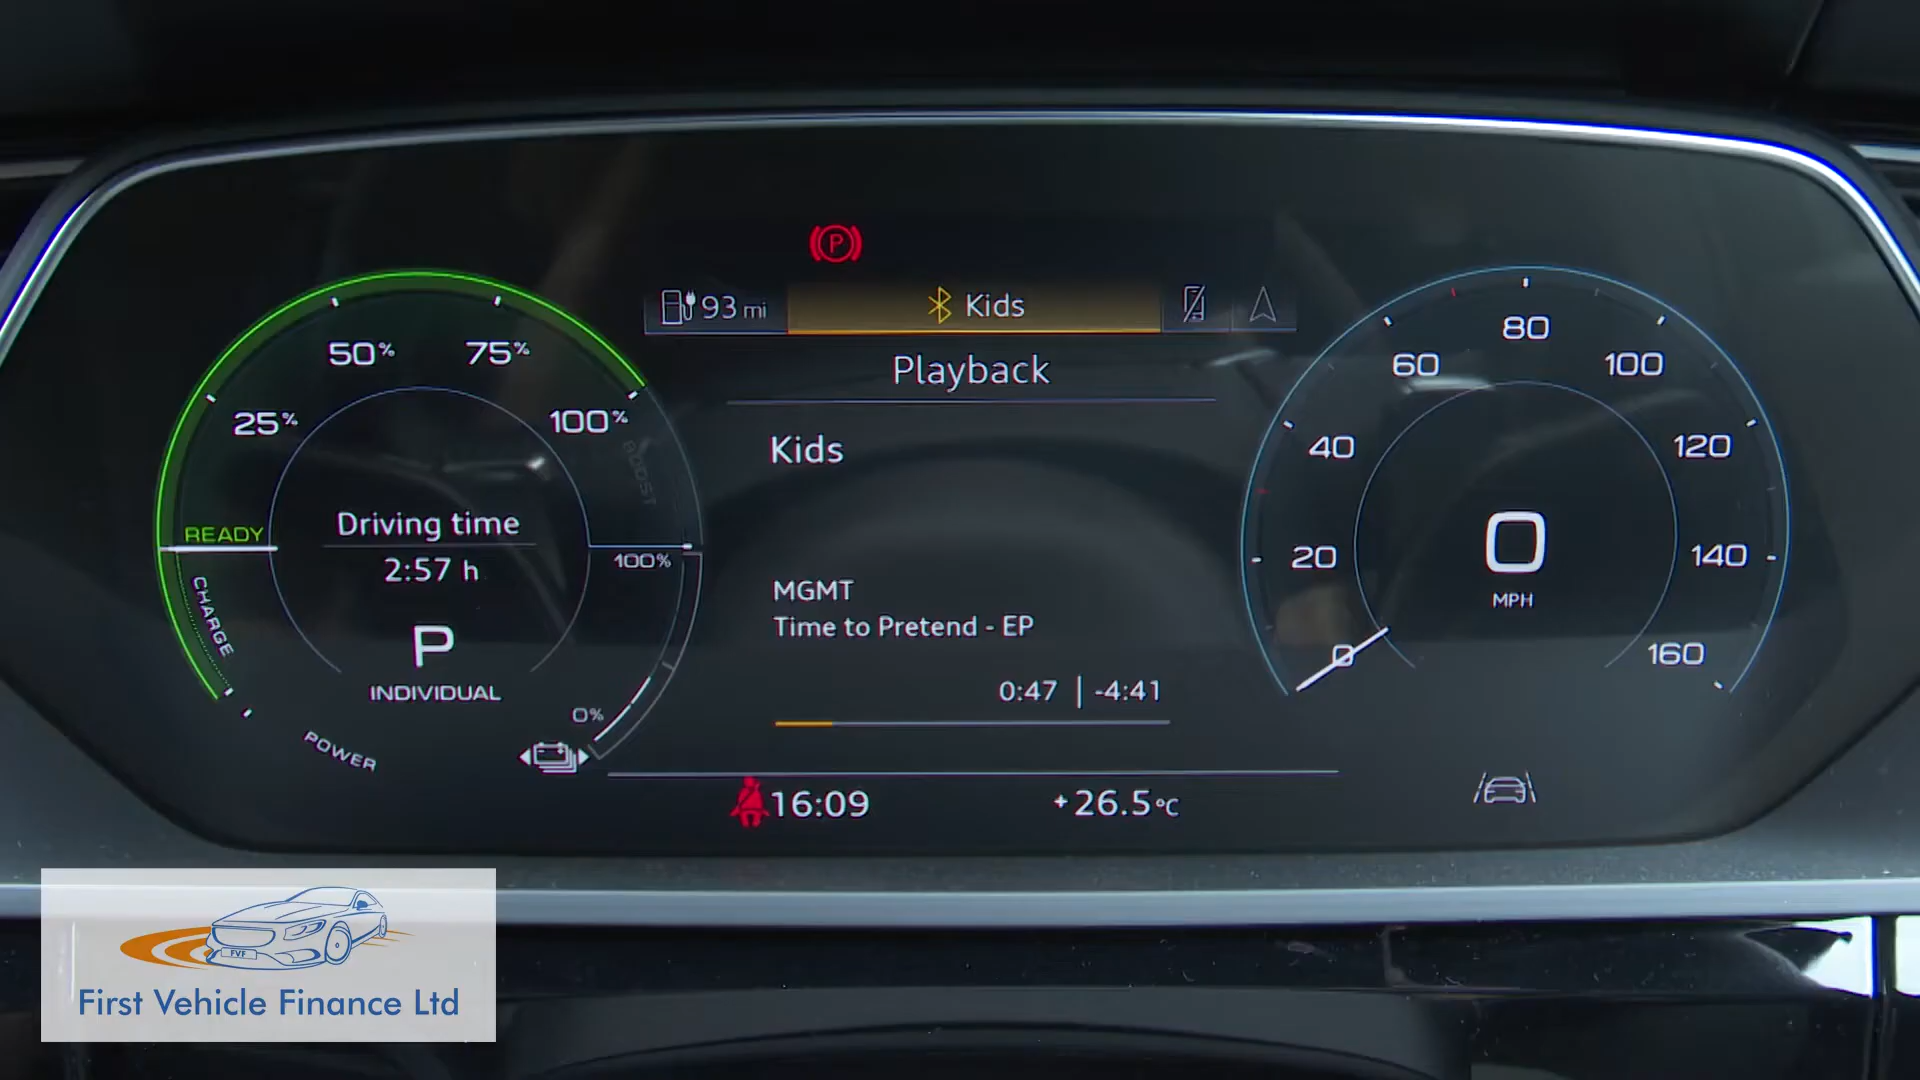 P
93 mi
Kids
Playback
Kids
MGMT
Time to Pretend - EP
0:47 | -4:41
16:09
+26.5°C
25%
50%
75%
100%
BOOST
READY
CHARGE
POWER
Driving time
2:57 h
P
INDIVIDUAL
100%
0%
0
20
40
60
80
100
120
140
160
0
MPH
FVF
First Vehicle Finance Ltd